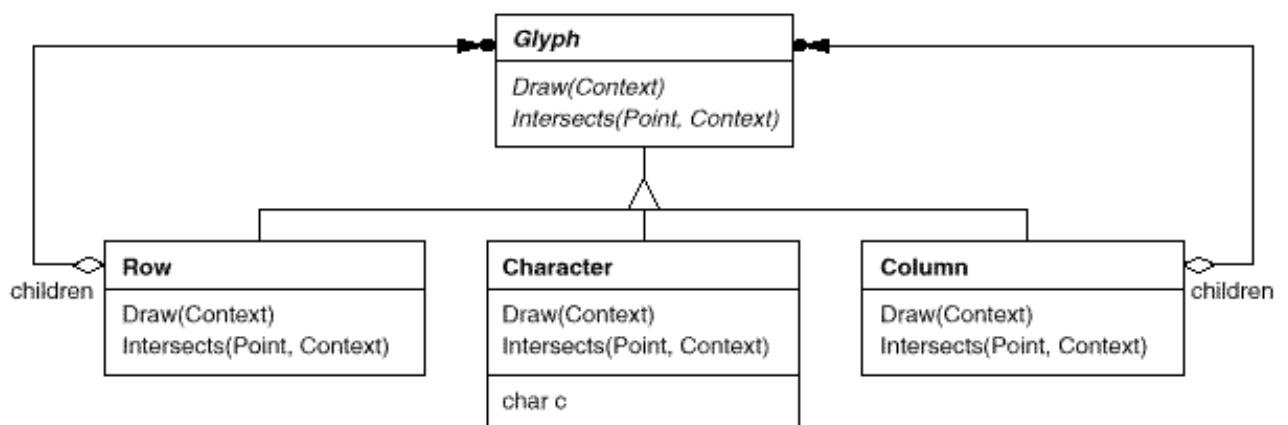 Glyph
Draw(Context)
Intersects(Point, Context)
children
Row
Draw(Context)
Intersects(Point, Context)
Character
Draw(Context)
Intersects(Point, Context)
char c
Column
Draw(Context)
Intersects(Point, Context)
children